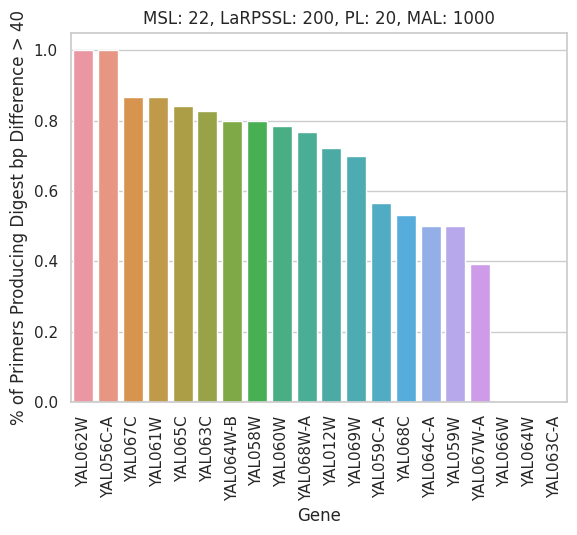 MSL: 22, LaRPSSL: 200, PL: 20, MAL: 1000
% of Primers Producing Digest bp Difference > 40
1.0
0.8
0.6
0.4
0.2
0.0
YAL062W
YAL056C-A
YAL067C
YAL061W
YAL065C
YAL063C
YAL064W-B
YAL058W
YAL060W
YAL068W-A
YAL012W
YAL069W
YAL059C-A
YAL068C
YAL064C-A
YAL059W
YAL067W-A
YAL066W
YAL064W
YAL063C-A
Gene